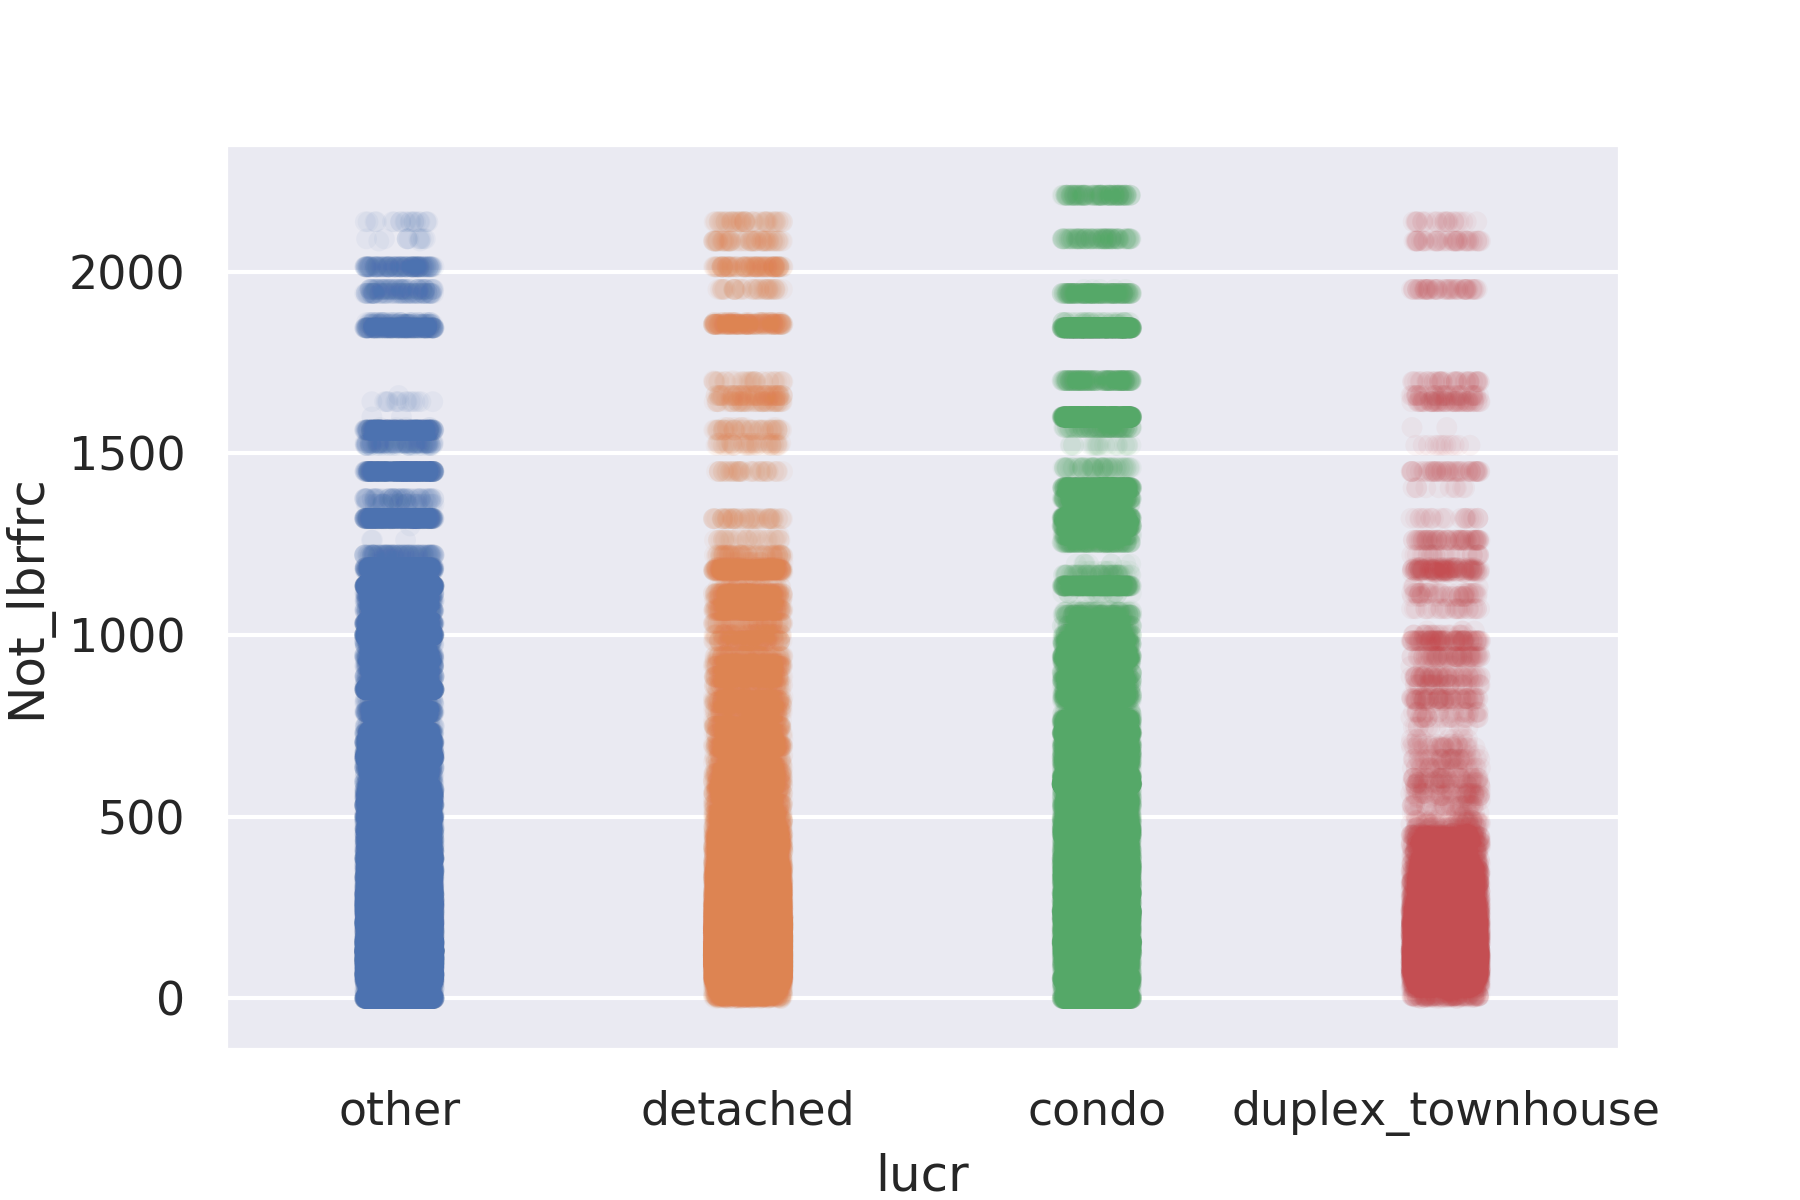 2000
1500
1000
500
0
Not_lbrfrc
other
detached
condo
duplex_townhouse
lucr